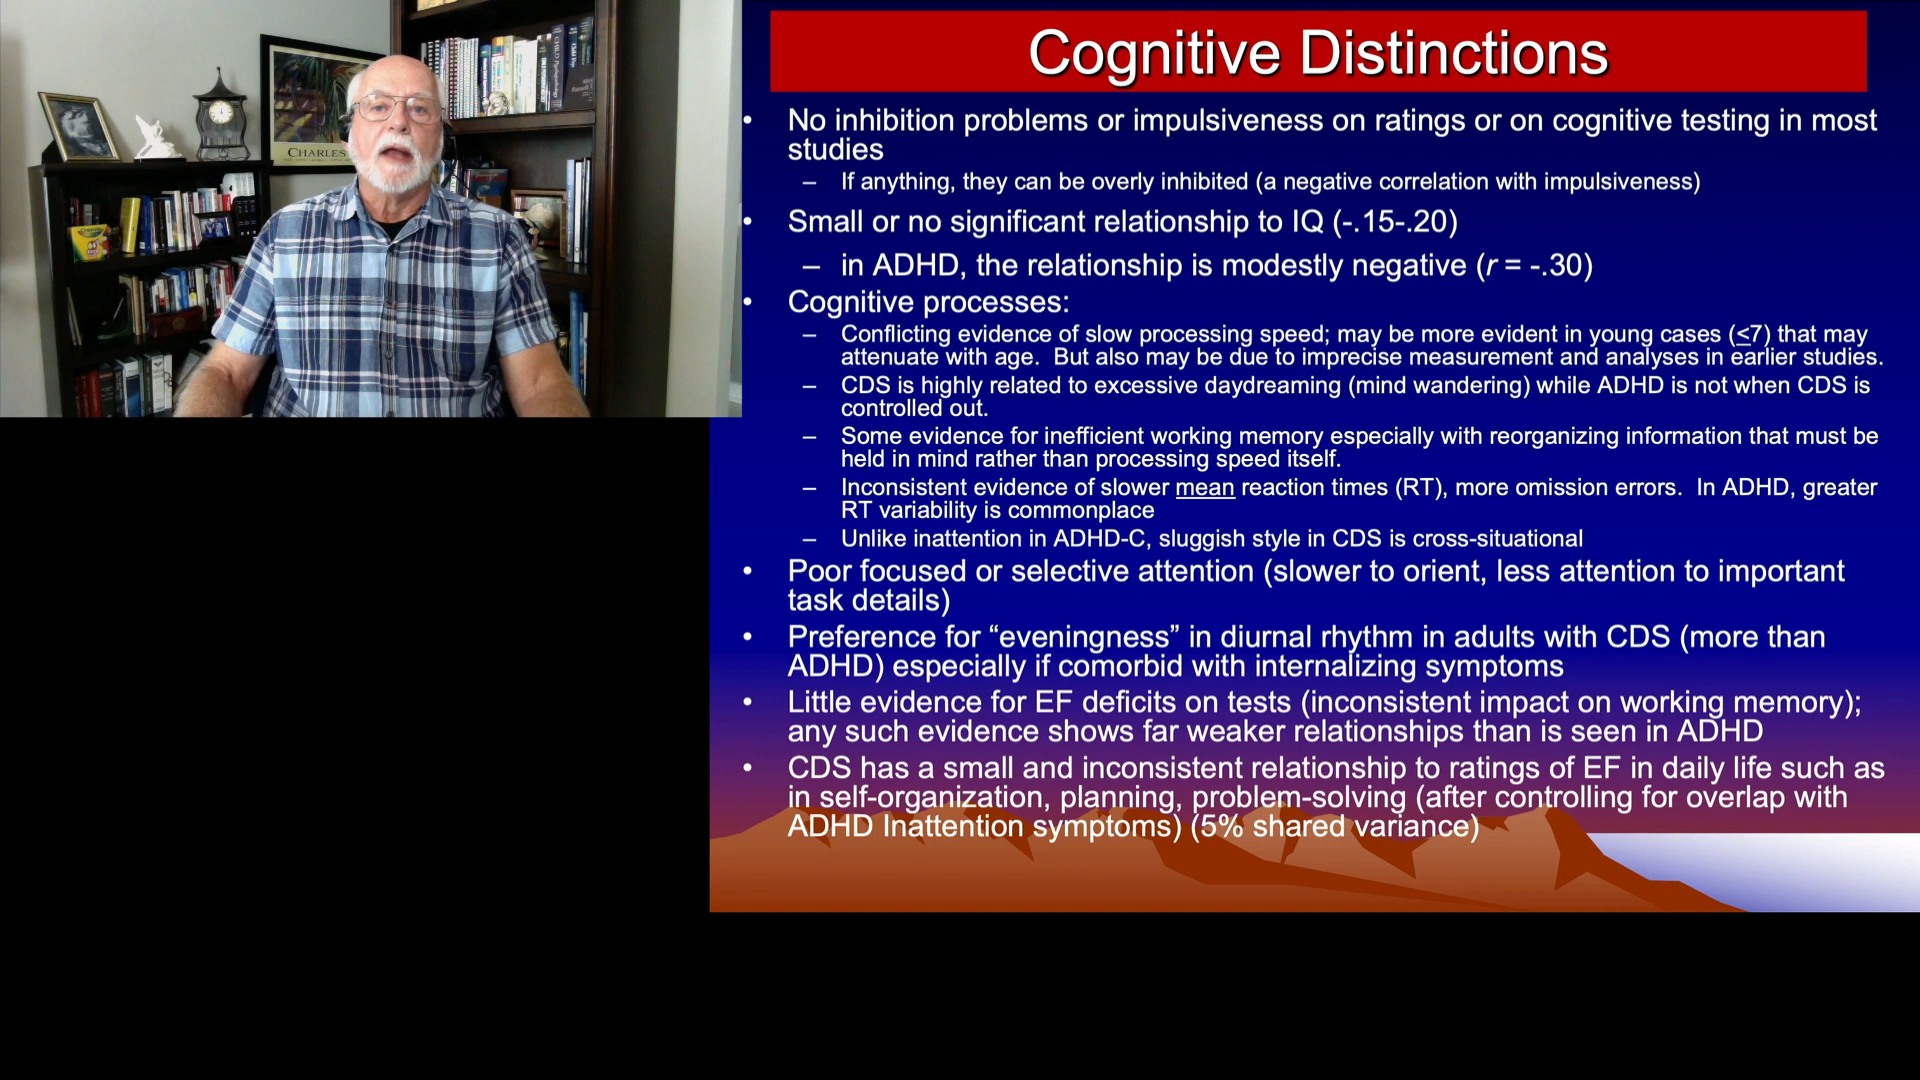 Cognitive Distinctions
• No inhibition problems or impulsiveness on ratings or on cognitive testing in most
studies
– If anything, they can be overly inhibited (a negative correlation with impulsiveness)
• Small or no significant relationship to IQ (-.15-.20)
– in ADHD, the relationship is modestly negative (r = -.30)
• Cognitive processes:
– Conflicting evidence of slow processing speed; may be more evident in young cases (<7) that may
attenuate with age.  But also may be due to imprecise measurement and analyses in earlier studies.
– CDS is highly related to excessive daydreaming (mind wandering) while ADHD is not when CDS is
controlled out.
– Some evidence for inefficient working memory especially with reorganizing information that must be
held in mind rather than processing speed itself.
– Inconsistent evidence of slower mean reaction times (RT), more omission errors.  In ADHD, greater
RT variability is commonplace
– Unlike inattention in ADHD-C, sluggish style in CDS is cross-situational
• Poor focused or selective attention (slower to orient, less attention to important
task details)
• Preference for “eveningness” in diurnal rhythm in adults with CDS (more than
ADHD) especially if comorbid with internalizing symptoms
• Little evidence for EF deficits on tests (inconsistent impact on working memory);
any such evidence shows far weaker relationships than is seen in ADHD
• CDS has a small and inconsistent relationship to ratings of EF in daily life such as
in self-organization, planning, problem-solving (after controlling for overlap with
ADHD Inattention symptoms) (5% shared variance)
CHARLES